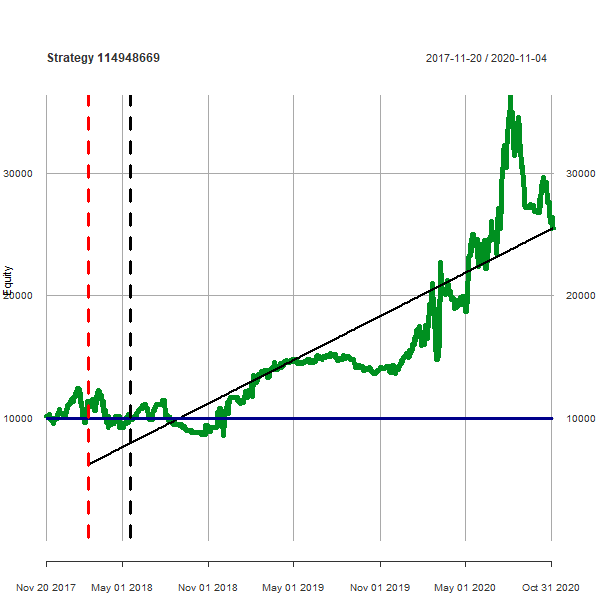 Strategy 114948669
2017-11-20 / 2020-11-04
30000
30000
Equity
20000
20000
10000
10000
Nov 20 2017
May 01 2018
Nov 01 2018
May 01 2019
Nov 01 2019
May 01 2020
Oct 31 2020